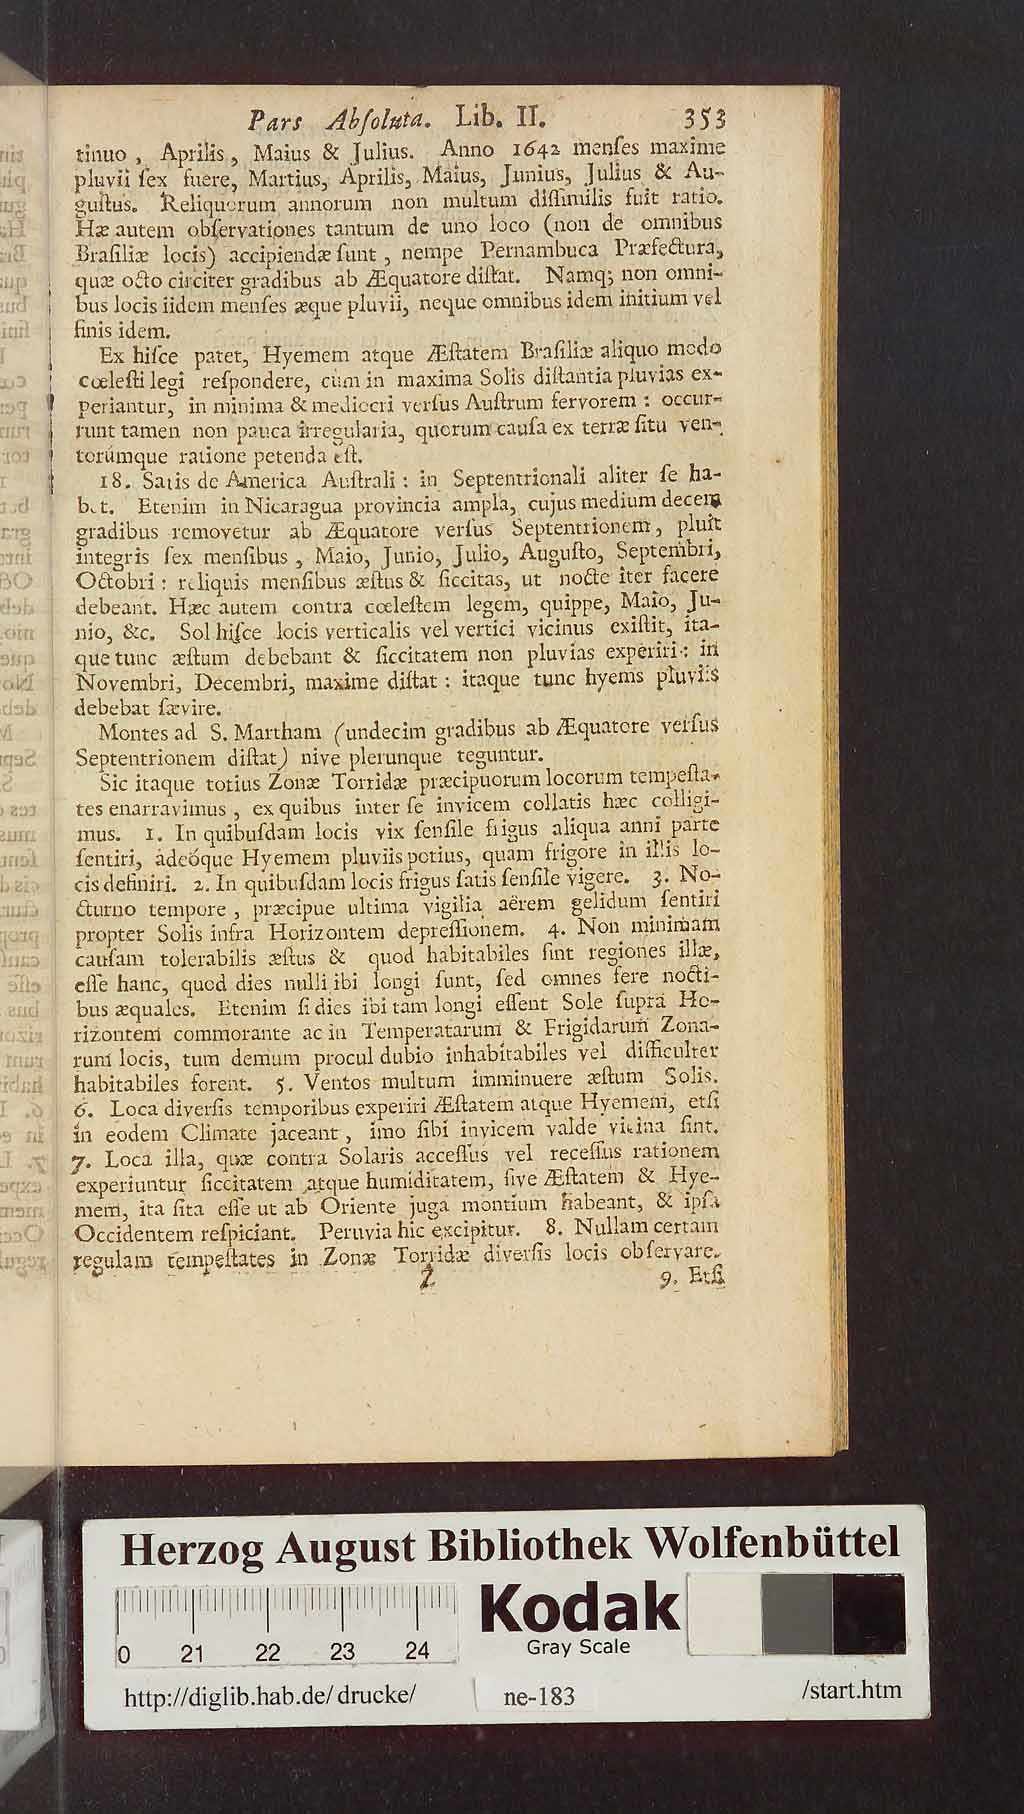 Pars Abſoluta. Lib. II. 353
tinuo , Aprilis, Maius & Julius. Anno 1642 menſes maxime
pluvii ſex fuere, Martius, Aprilis, Maius, Junius, Julius & Au-
guſtus. Reliquorum annorum non multum diſſimilis fuit ratio.
Hæ autem obſervationes tantum de uno loco (non de omnibus
Braſiliæ locis) accipiendæ ſunt , nempe Pernambuca Præfectura,
quæ octo circiter gradibus ab Æquatore diſtat. Namq; non omni-
bus locis iidem menſes æque pluvii, neque omnibus idem initium vel
finis idem.
Ex hiſce patet, Hyemem atque Æſtatem Braſiliæ aliquo modo
cœleſti legi reſpondere, cum in maxima Solis diſtantia pluvias ex-
periantur, in minima & mediocri verſus Auſtrum fervorem : occur-
runt tamen non pauca irregularia, quorum cauſa ex terræ ſitu ven-
torúmque ratione petenda eſt.
18. Satis de America Auſtrali : in Septentrionali aliter ſe ha-
bet. Etenim in Nicaragua provincia ampla, cujus medium decem
gradibus removetur ab Æquatore verſus Septentrionem, pluit
integris ſex menſibus , Maio, Junio, Julio, Auguſto, Septembri,
Octobri : reliquis menſibus æſtus & ſiccitas, ut nocte iter facere
debeant. Hæc autem contra cœleſtem legem, quippe, Maio, Ju-
nio, &c. Sol hiſce locis verticalis vel vertici vicinus exiſtit, ita-
que tunc æſtum debebant & ſiccitatem non pluvias experiri : in
Novembri, Decembri, maxime diſtat : itaque tunc hyems pluviis
debebat ſævire.
Montes ad S. Martham (undecim gradibus ab Æquatore verſus
Septentrionem diſtat) nive plerunque teguntur.
Sic itaque totius Zonæ Torridæ præcipuorum locorum tempeſta-
tes enarravimus , ex quibus inter ſe invicem collatis hæc colligi-
mus. 1. In quibuſdam locis vix ſenſile frigus aliqua anni parte
ſentiri, adeóque Hyemem pluviis potius, quam frigore in illis lo-
cis definiri. 2. In quibuſdam locis frigus ſatis ſenſile vigere. 3. No-
cturno tempore , præcipue ultima vigilia aërem gelidum ſentiri
propter Solis infra Horizontem depreſſionem. 4. Non minimam
cauſam tolerabilis æſtus & quod habitabiles ſint regiones illæ,
eſſe hanc, quod dies nulli ibi longi ſunt, ſed omnes fere nocti-
bus æquales. Etenim ſi dies ibi tam longi eſſent Sole ſupra Ho-
rizontem commorante ac in Temperatarum & Frigidarum Zona-
rum locis, tum demum procul dubio inhabitabiles vel difficulter
habitabiles forent. 5. Ventos multum imminuere æſtum Solis.
6. Loca diverſis temporibus experiri Æſtatem atque Hyemem, etſi
in eodem Climate jaceant , imo ſibi invicem valde vicina ſint.
7. Loca illa, quæ contra Solaris acceſſus vel receſſus rationem
experiuntur ſiccitatem atque humiditatem, ſive Æſtatem & Hye-
mem, ita ſita eſſe ut ab Oriente juga montium habeant, & ipſa
Occidentem reſpiciant. Peruvia hic excipitur. 8. Nullam certam
regulam tempeſtates in Zonæ Torridæ diverſis locis obſervare.
Z 9. Etſi
Herzog August Bibliothek Wolfenbüttel
0 21 22 23 24
Kodak
Gray Scale
http://diglib.hab.de/drucke/ ne-183 /start.htm